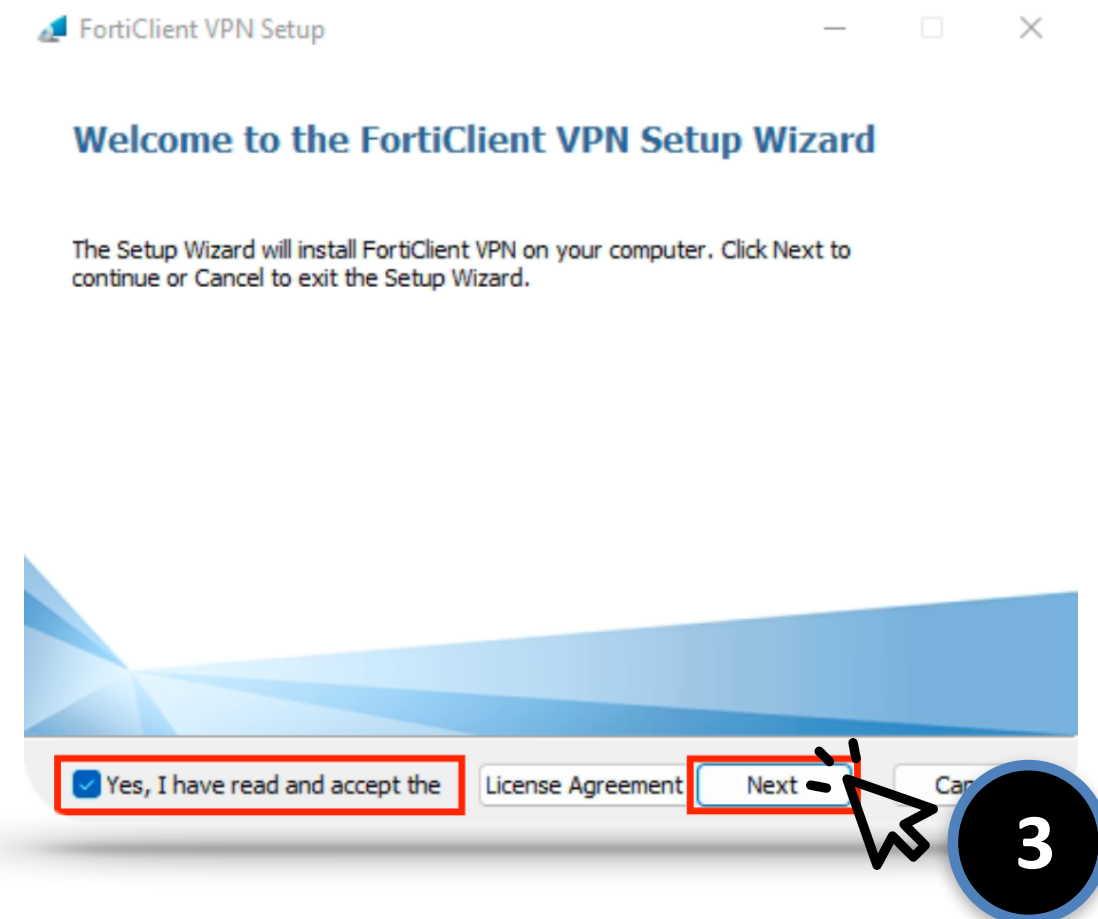 FortiClient VPN Setup
Welcome to the FortiClient VPN Setup Wizard
The Setup Wizard will install FortiClient VPN on your computer. Click Next to
continue or Cancel to exit the Setup Wizard.
Yes, I have read and accept the License Agreement Next
3